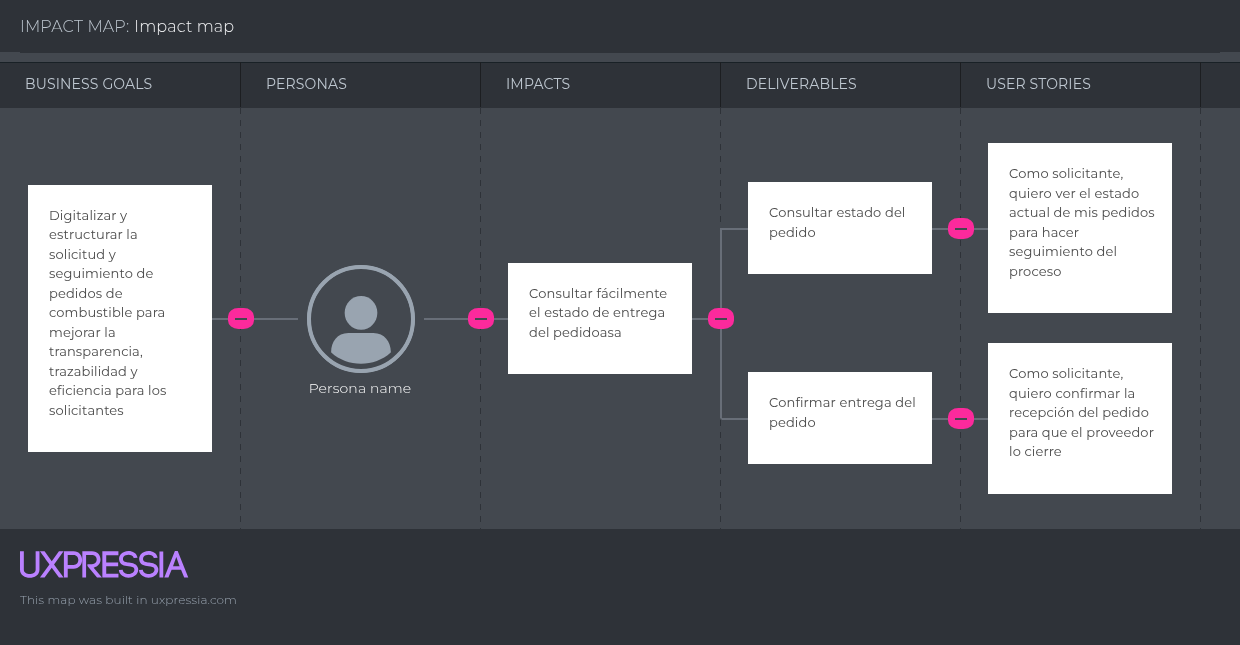 IMPACT MAP: Impact map
BUSINESS GOALS
PERSONAS
IMPACTS
DELIVERABLES
USER STORIES
Digitalizar y
estructurar la
solicitud y
seguimiento de
pedidos de
combustible para
mejorar la
transparencia,
trazabilidad y
eficiencia para los
solicitantes
Persona name
Consultar fácilmente
el estado de entrega
del pedidoasa
Consultar estado del
pedido
Confirmar entrega del
pedido
Como solicitante,
quiero ver el estado
actual de mis pedidos
para hacer
seguimiento del
proceso
Como solicitante,
quiero confirmar la
recepción del pedido
para que el proveedor
lo cierre
UXPRESSIA
This map was built in uxpressia.com